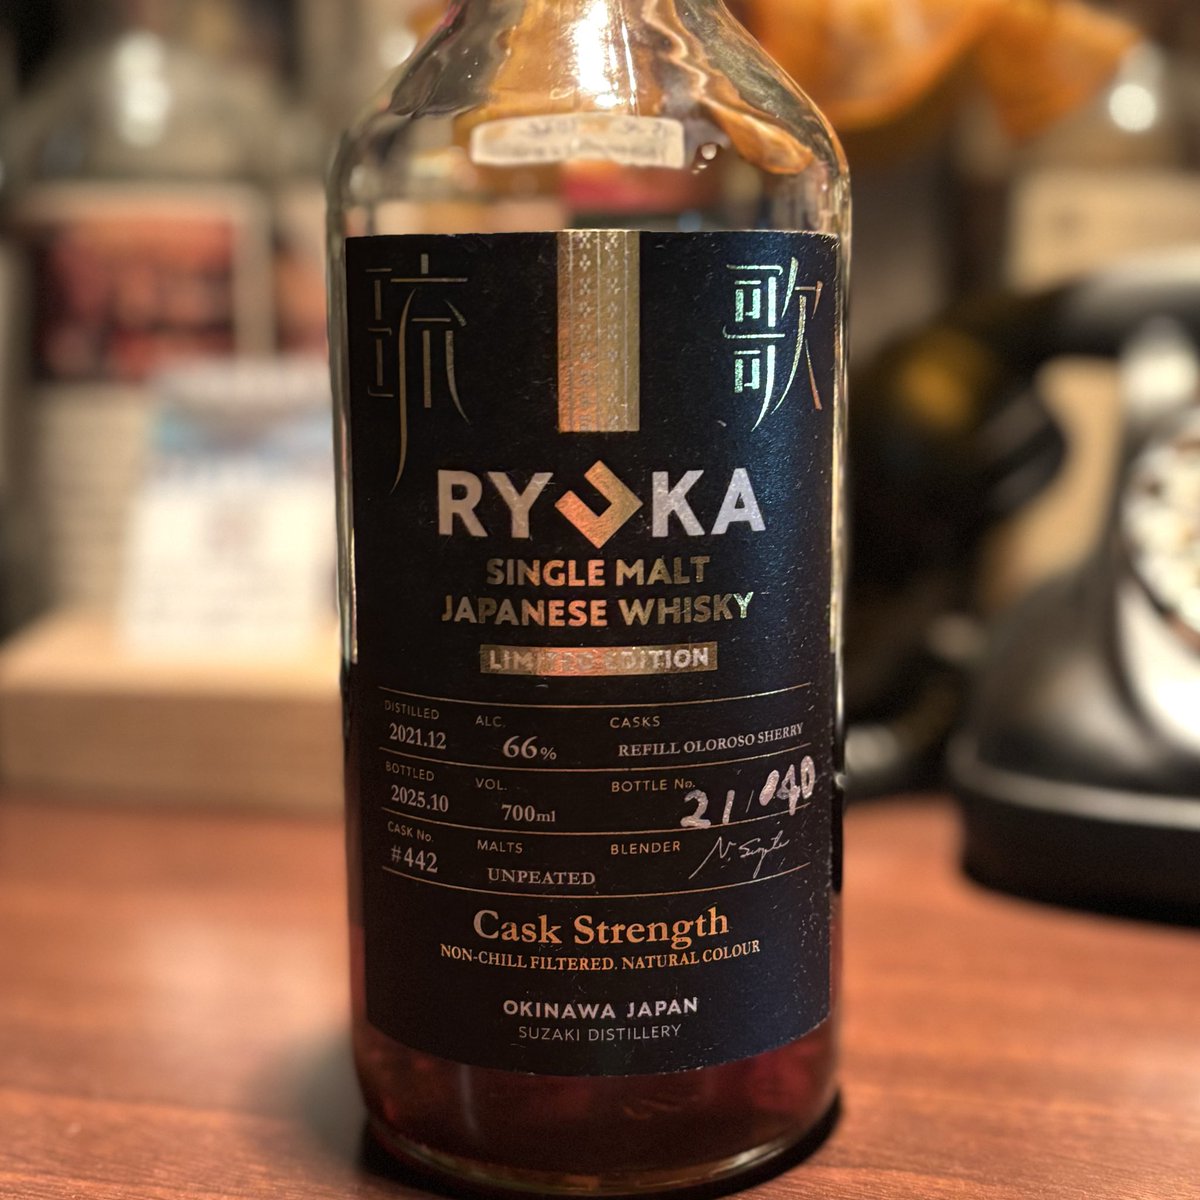 琉 歌
RYUKA
SINGLE MALT
JAPANESE WHISKY
LIMITED EDITION
DISTILLED 2021.12
ALC. 66%
CASKS REFILL OLOROSO SHERRY
BOTTLED 2025.10
VOL. 700ml
BOTTLE No. 21/
CASK No. #442
MALTS UNPEATED
BLENDER
Cask Strength
NON-CHILL FILTERED. NATURAL COLOUR
OKINAWA JAPAN
SUZAKI DISTILLERY